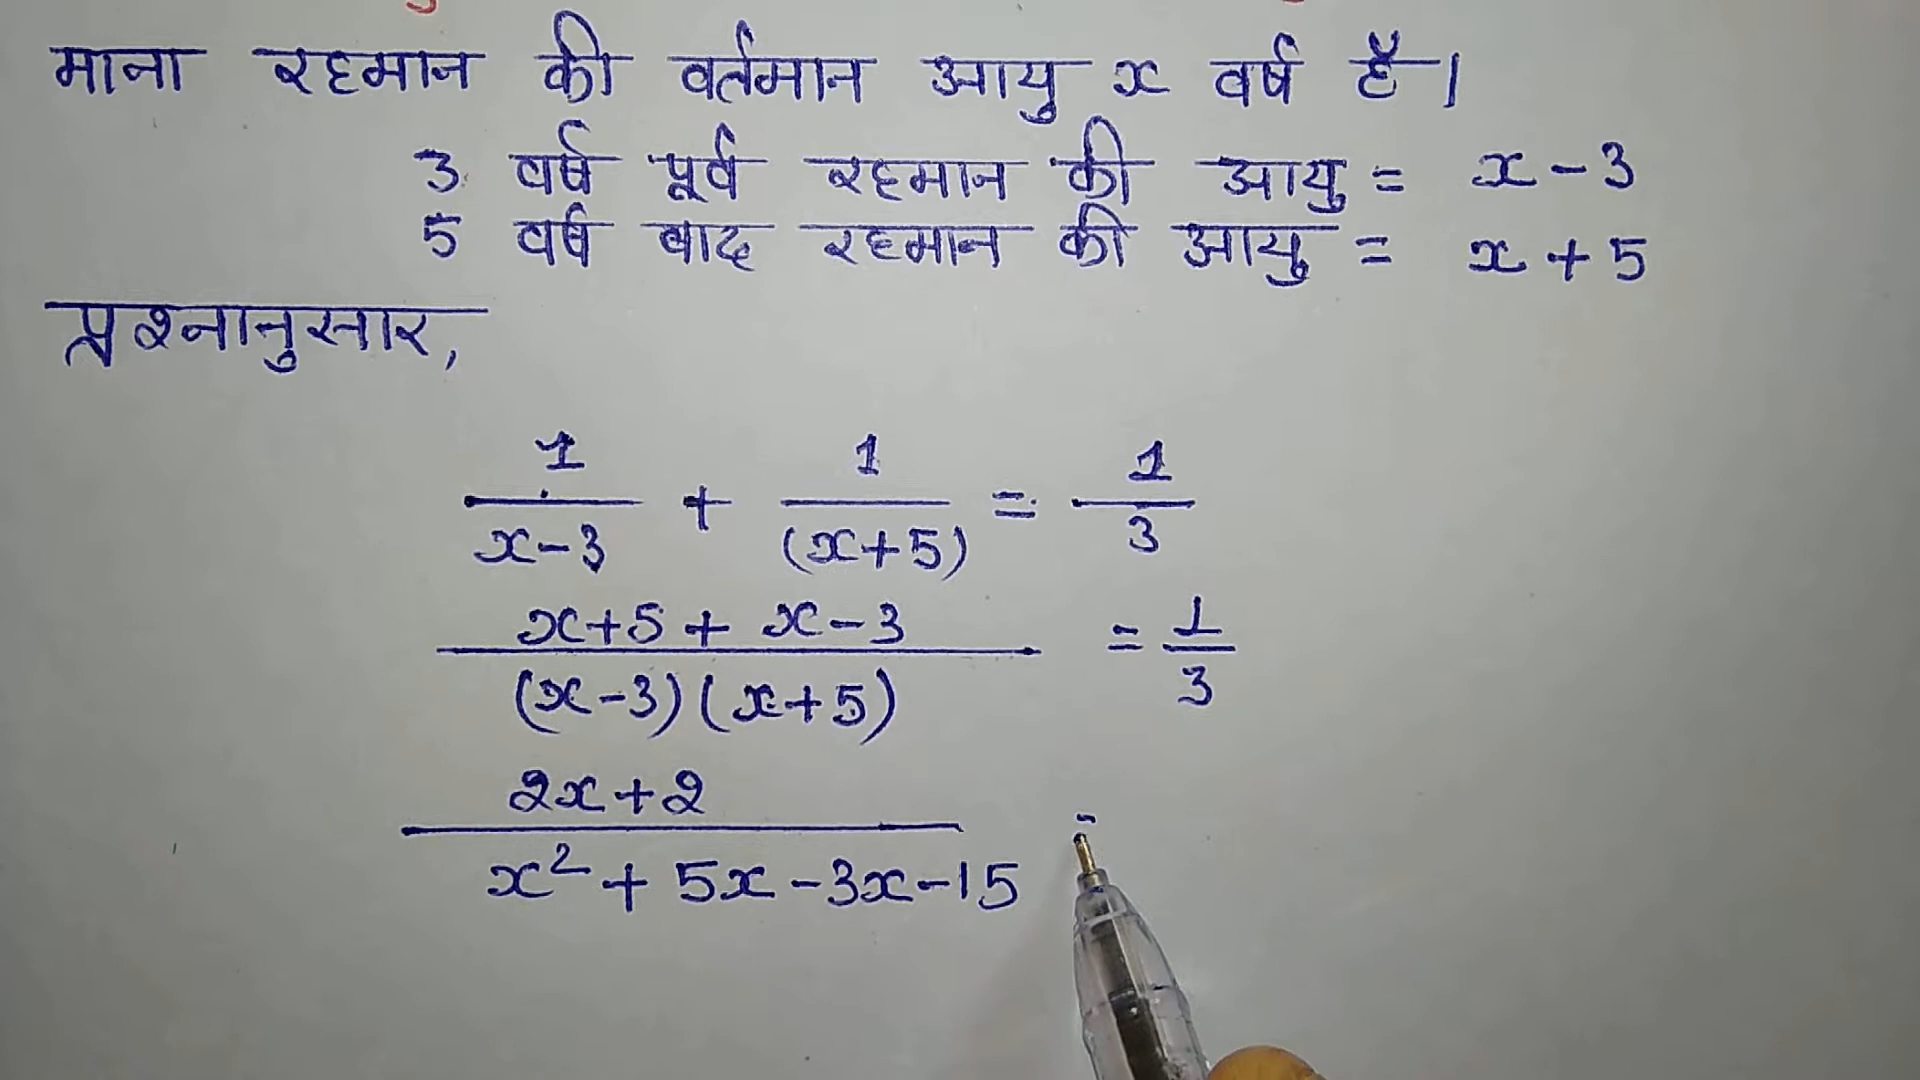 माना रहमान की वर्तमान आयु x वर्ष है।
3 वर्ष पूर्व रहमान की आयु = x - 3
5 वर्ष बाद रहमान की आयु = x + 5
प्रश्नानुसार,
1/(x-3) + 1/(x+5) = 1/3
(x+5 + x-3)/((x-3)(x+5)) = 1/3
(2x+2)/(x² + 5x - 3x - 15)